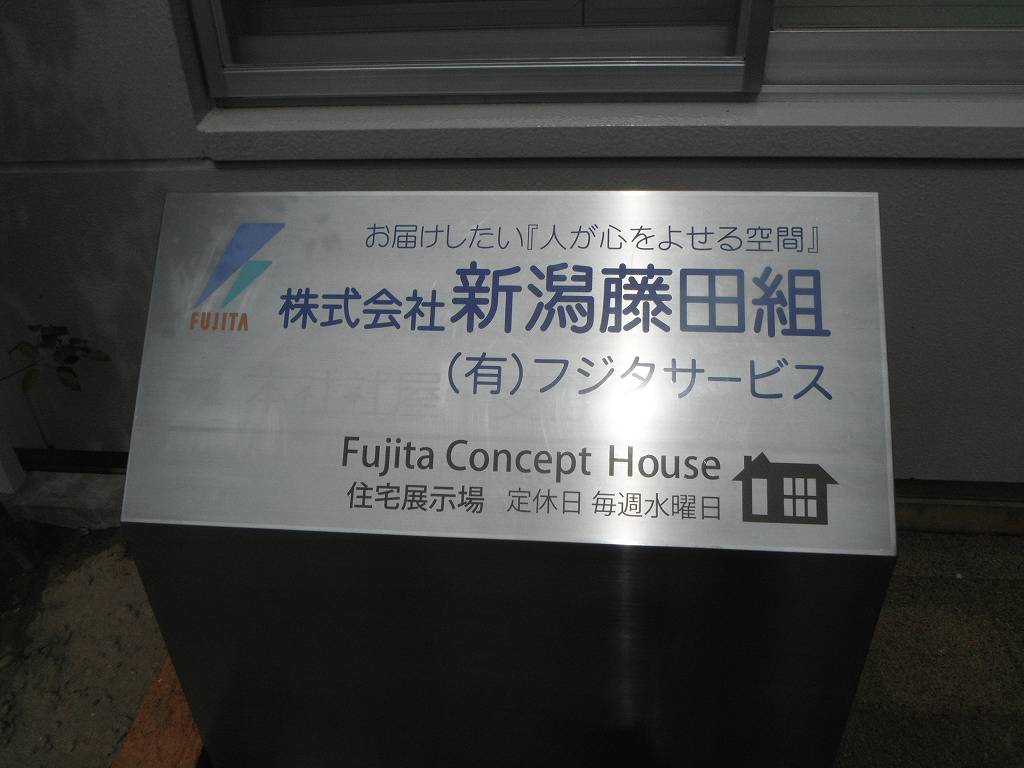 お届けしたい『人が心をよせる空間』
FUJITA
株式会社新潟藤田組
(有)フジタサービス
Fujita Concept House
住宅展示場 定休日 毎週水曜日